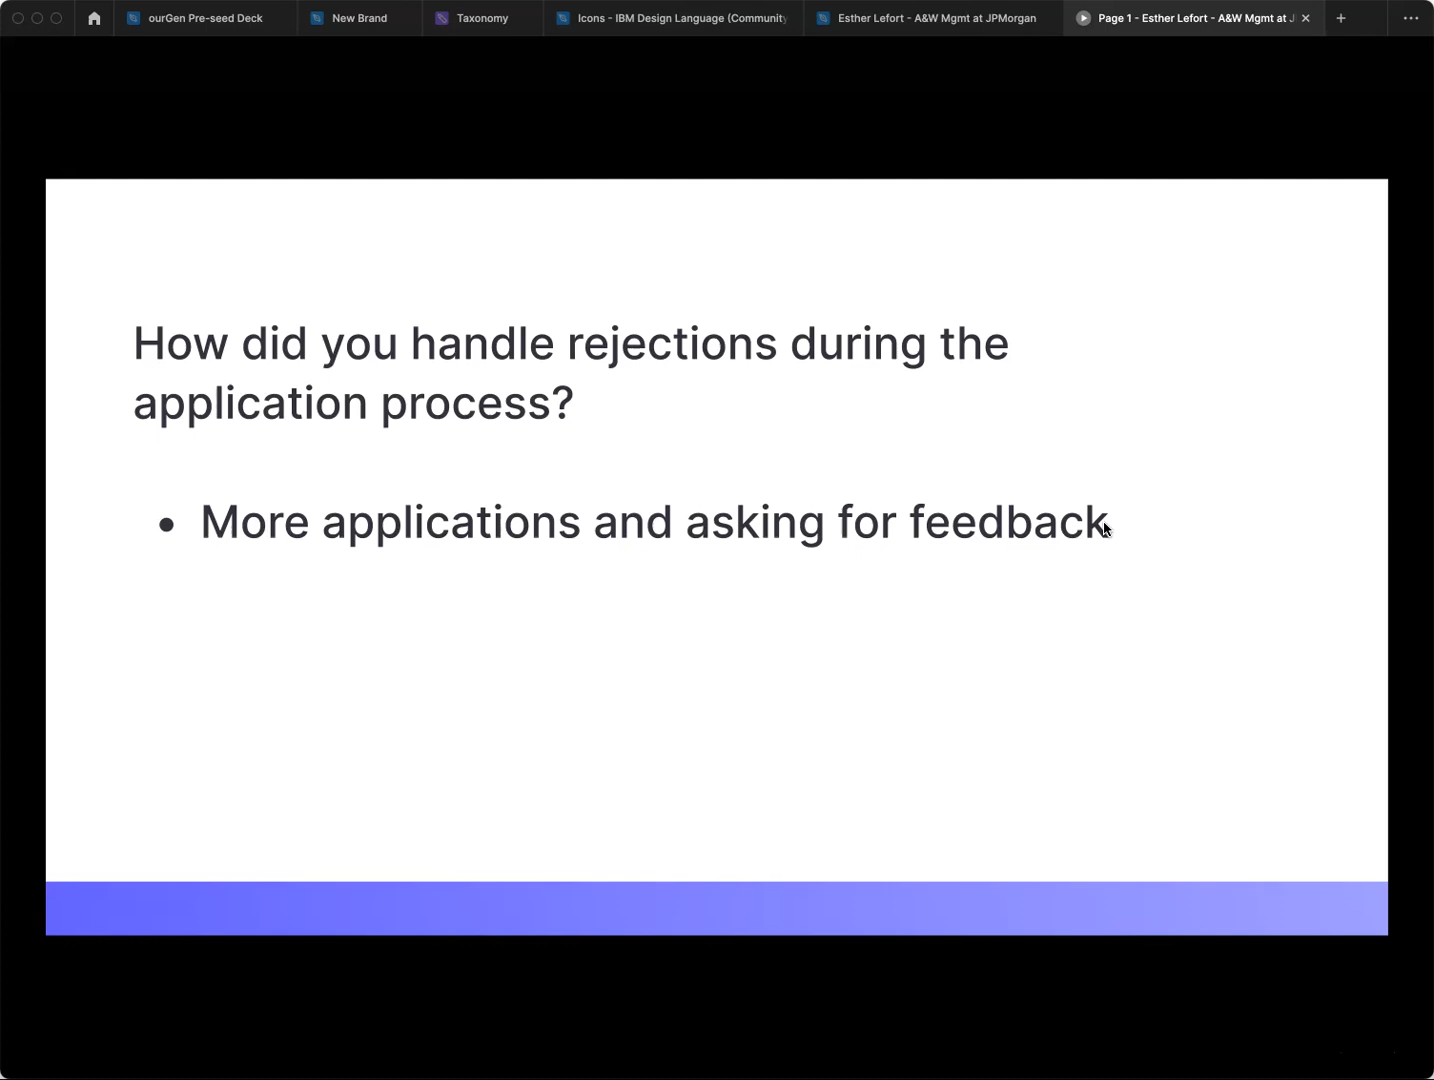 ourGen Pre-seed Deck
New Brand
Taxonomy
Icons - IBM Design Language (Community
Esther Lefort - A&W Mgmt at JPMorgan
Page 1 - Esther Lefort - A&W Mgmt at J
How did you handle rejections during the
application process?
• More applications and asking for feedback